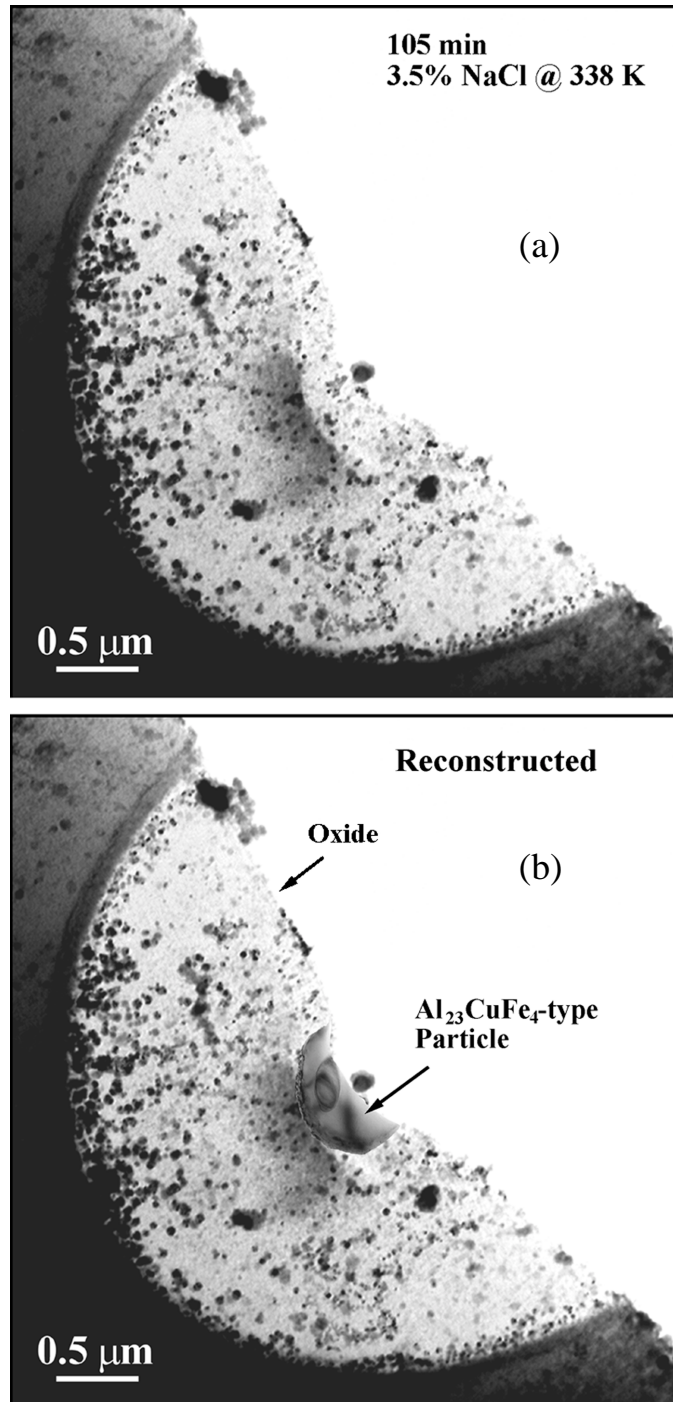 105 min
3.5% NaCl @ 338 K
(a)
0.5 μm
Reconstructed
Oxide
(b)
Al₂₃CuFe₄-type
Particle
0.5 μm